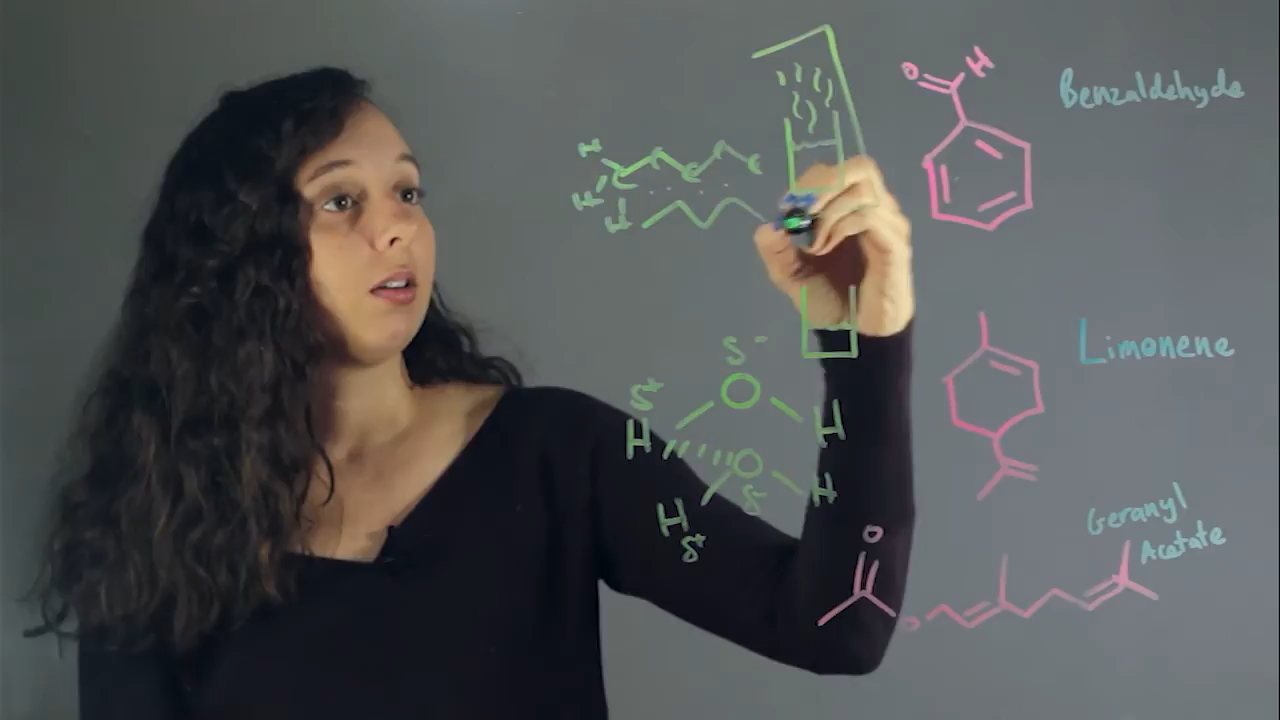 O H
Benzaldehyde
H
C C C C C
H
H
Limonene
δ-
δ+ O
H H
O
H δ H
δ+
Geranyl
Acetate
O
O